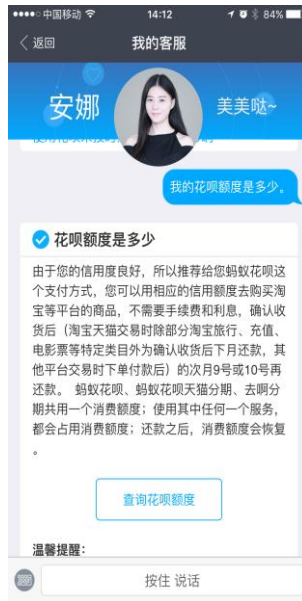 中国移动 14:12 84%
返回 我的客服
安娜 美美哒~
我的花呗额度是多少。
花呗额度是多少
由于您的信用度良好，所以推荐给您蚂蚁花呗这
个支付方式，您可以用相应的信用额度去购买淘
宝等平台的商品，不需要手续费和利息，确认收
货后（淘宝天猫交易时除部分淘宝旅行、充值、
电影票等特定类目外为确认收货后下月还款，其
他平台交易时下单付款后）的次月9号或10号再
还款。 蚂蚁花呗、蚂蚁花呗天猫分期、去啊分
期共用一个消费额度；使用其中任何一个服务，
都会占用消费额度；还款之后，消费额度会恢复
。
查询花呗额度
温馨提醒：
按住 说话